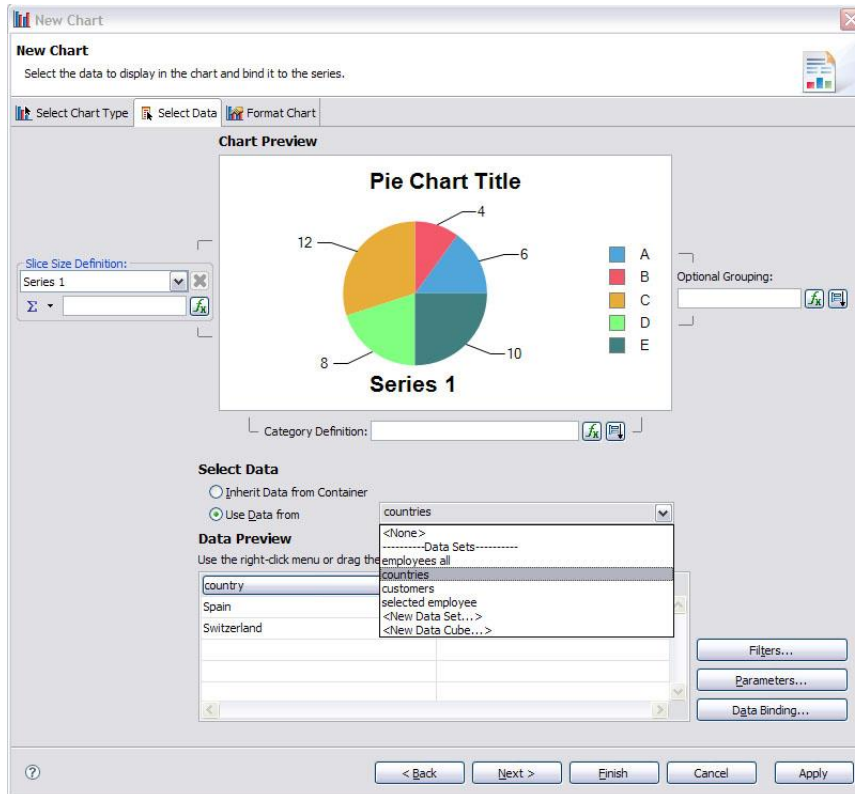 New Chart
New Chart
Select the data to display in the chart and bind it to the series.
Select Chart Type Select Data Format Chart
Chart Preview
Pie Chart Title
4
12
6
A
B
C
D
E
10
8
Series 1
Slice Size Definition:
Series 1
Σ
fx
Optional Grouping:
fx
Category Definition:
fx
Select Data
Inherit Data from Container
Use Data from countries
<None>
----------Data Sets----------
employees all
countries
customers
selected employee
<New Data Set...>
<New Data Cube...>
Data Preview
Use the right-click menu or drag the
country
Spain
Switzerland
Filters...
Parameters...
Data Binding...
?
< Back Next > Finish Cancel Apply